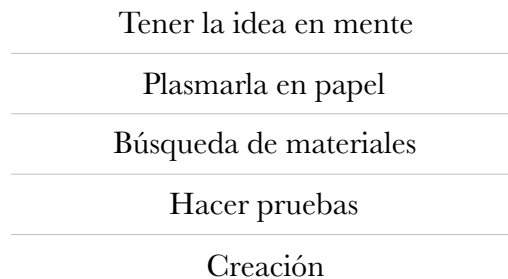 Tener la idea en mente
Plasmarla en papel
Búsqueda de materiales
Hacer pruebas
Creación